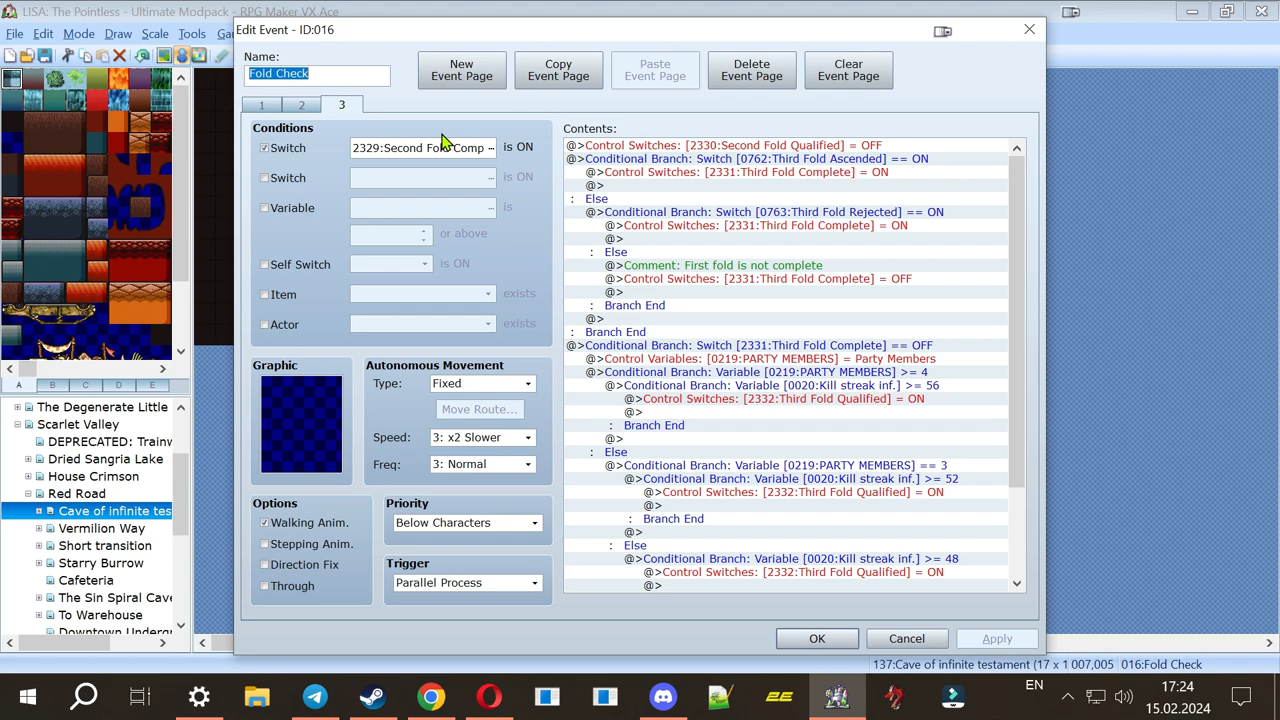 LISA: The Pointless - Ultimate Modpack - RPG Maker VX Ace
File Edit Mode Draw Scale Tools Ga
Edit Event - ID:016
Name:
Fold Check
New Event Page
Copy Event Page
Paste Event Page
Delete Event Page
Clear Event Page
1 2 3
Conditions
Switch 2329:Second Fold Comp ... is ON
Switch ... is ON
Variable ... is
or above
Self Switch is ON
Item exists
Actor exists
Graphic
Autonomous Movement
Type: Fixed
Move Route...
Speed: 3: x2 Slower
Freq: 3: Normal
Options
Walking Anim.
Stepping Anim.
Direction Fix
Through
Priority
Below Characters
Trigger
Parallel Process
Contents:
@>Control Switches: [2330:Second Fold Qualified] = OFF
@>Conditional Branch: Switch [0762:Third Fold Ascended] == ON
@>Control Switches: [2331:Third Fold Complete] = ON
@>
: Else
@>Conditional Branch: Switch [0763:Third Fold Rejected] == ON
@>Control Switches: [2331:Third Fold Complete] = ON
@>
: Else
@>Comment: First fold is not complete
@>Control Switches: [2331:Third Fold Complete] = OFF
@>
: Branch End
@>
: Branch End
@>Conditional Branch: Switch [2331:Third Fold Complete] == OFF
@>Control Variables: [0219:PARTY MEMBERS] = Party Members
@>Conditional Branch: Variable [0219:PARTY MEMBERS] >= 4
@>Conditional Branch: Variable [0020:Kill streak inf.] >= 56
@>Control Switches: [2332:Third Fold Qualified] = ON
@>
: Branch End
@>
: Else
@>Conditional Branch: Variable [0219:PARTY MEMBERS] == 3
@>Conditional Branch: Variable [0020:Kill streak inf.] >= 52
@>Control Switches: [2332:Third Fold Qualified] = ON
@>
: Branch End
@>
: Else
@>Conditional Branch: Variable [0020:Kill streak inf.] >= 48
@>Control Switches: [2332:Third Fold Qualified] = ON
@>
OK Cancel Apply
A B C D E
The Degenerate Little
Scarlet Valley
DEPRECATED: Trainw
Dried Sangria Lake
House Crimson
Red Road
Cave of infinite tes
Vermilion Way
Short transition
Starry Burrow
Cafeteria
The Sin Spiral Cave
To Warehouse
Downtown Undergr
137:Cave of infinite testament (17 x 1 007,005 016:Fold Check
EN
17:24
15.02.2024